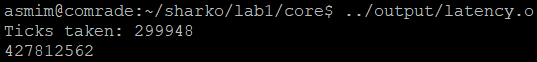 asmim@comrade:~/sharko/lab1/core$ ../output/latency.o
Ticks taken: 299948
427812562